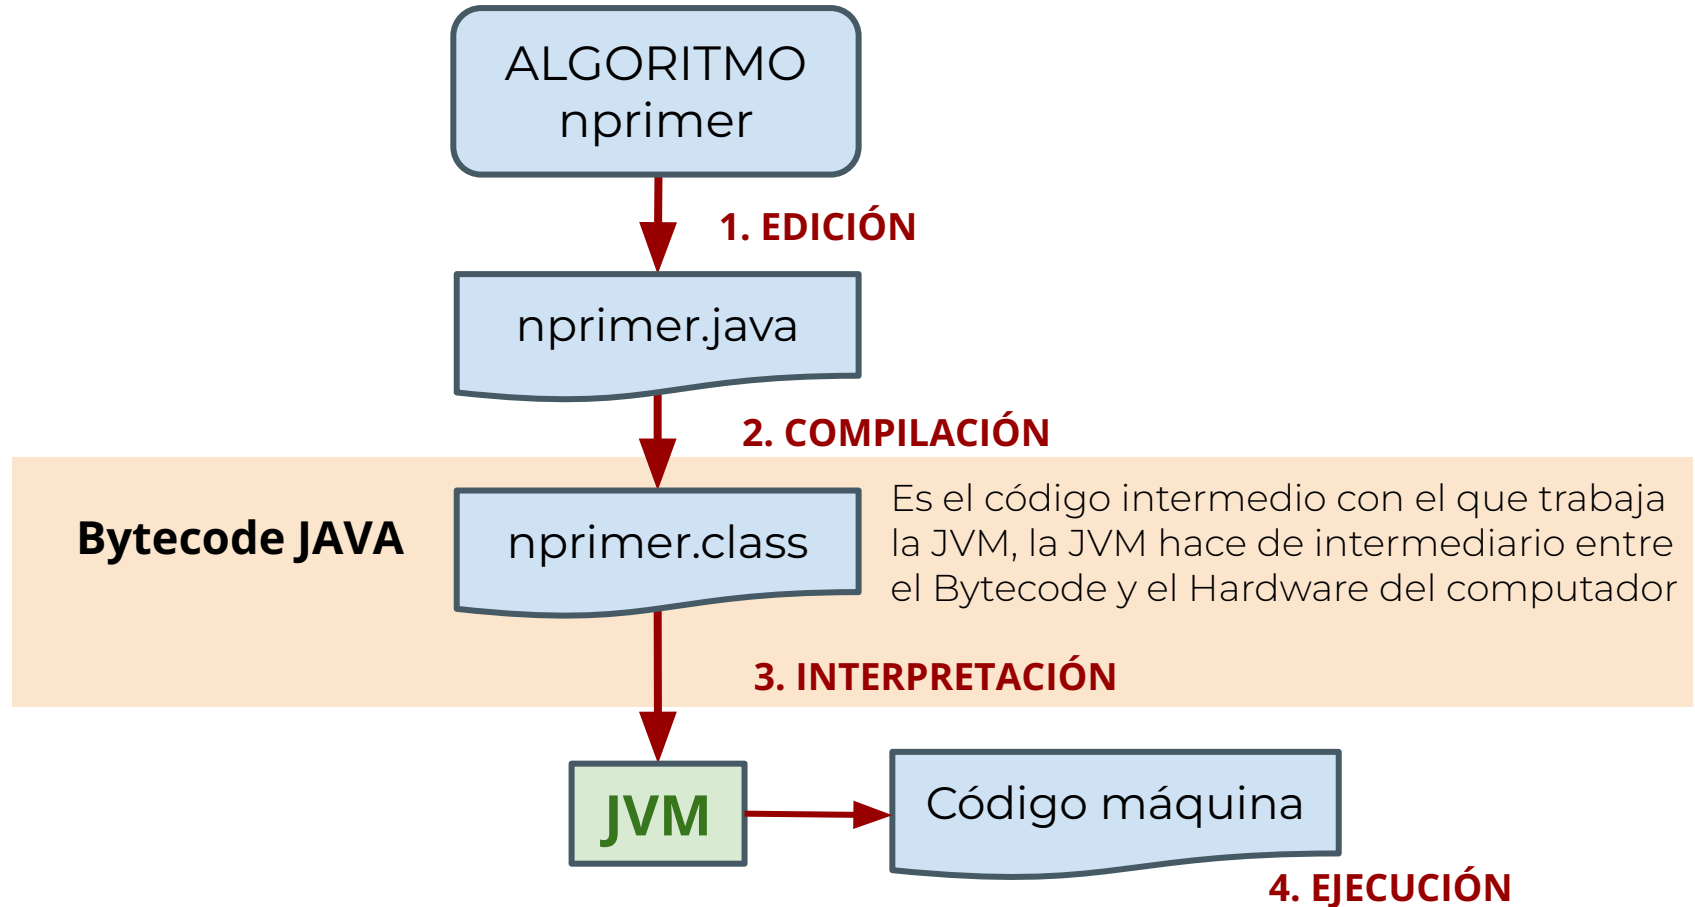 ALGORITMO
nprimer
1. EDICIÓN
nprimer.java
2. COMPILACIÓN
Bytecode JAVA
nprimer.class
Es el código intermedio con el que trabaja
la JVM, la JVM hace de intermediario entre
el Bytecode y el Hardware del computador
3. INTERPRETACIÓN
JVM
Código máquina
4. EJECUCIÓN